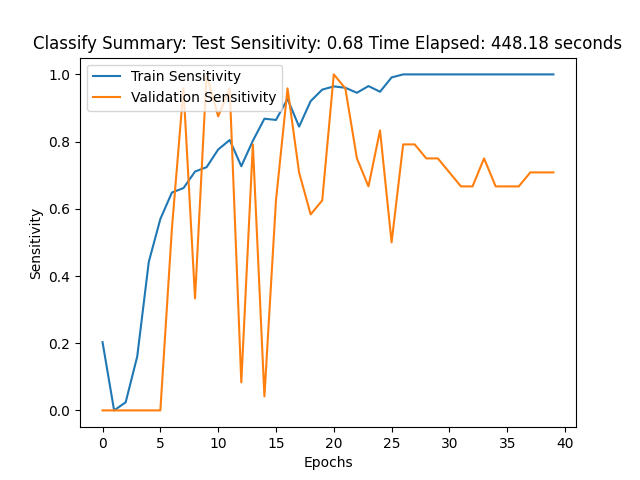 Classify Summary: Test Sensitivity: 0.68 Time Elapsed: 448.18 seconds
Train Sensitivity
Validation Sensitivity
1.0
0.8
0.6
0.4
0.2
0.0
Sensitivity
0 5 10 15 20 25 30 35 40
Epochs